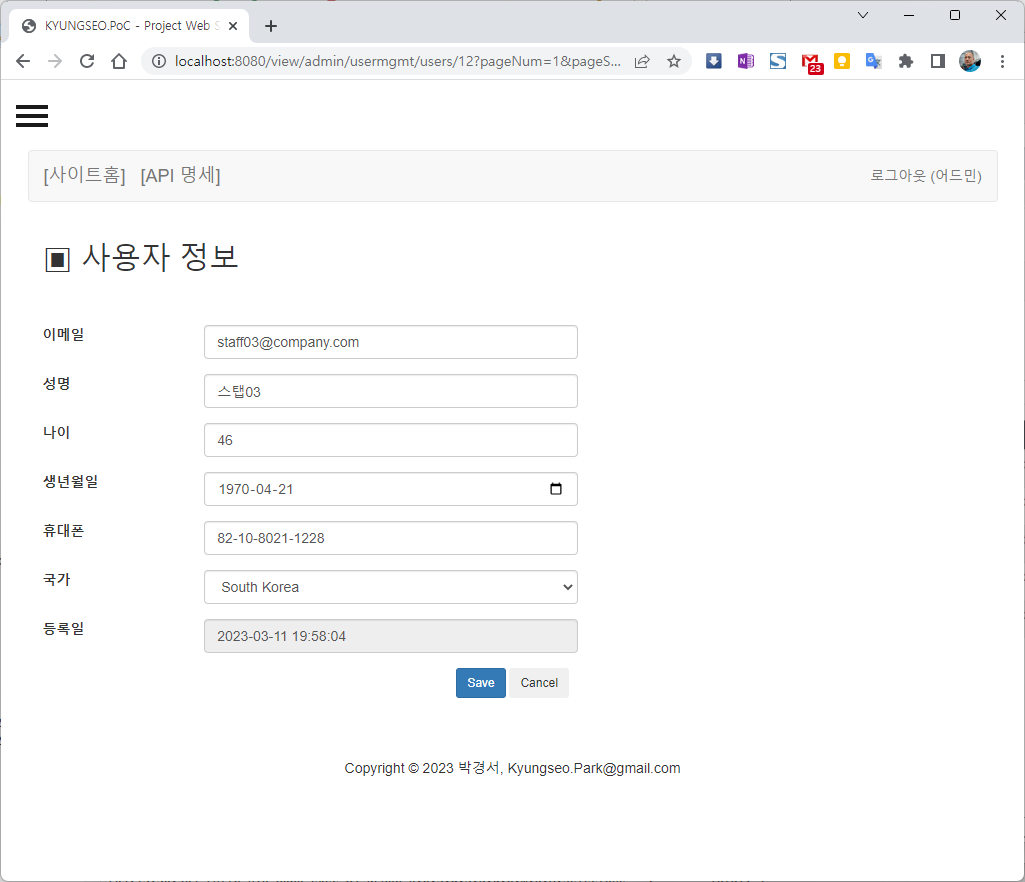 KYUNGSEO.PoC - Project Web S
localhost:8080/view/admin/usermgmt/users/12?pageNum=1&pageS...
23
[사이트홈] [API 명세] 로그아웃 (어드민)
▣ 사용자 정보
이메일 staff03@company.com
성명 스탭03
나이 46
생년월일 1970-04-21
휴대폰 82-10-8021-1228
국가 South Korea
등록일 2023-03-11 19:58:04
Save Cancel
Copyright © 2023 박경서, Kyungseo.Park@gmail.com